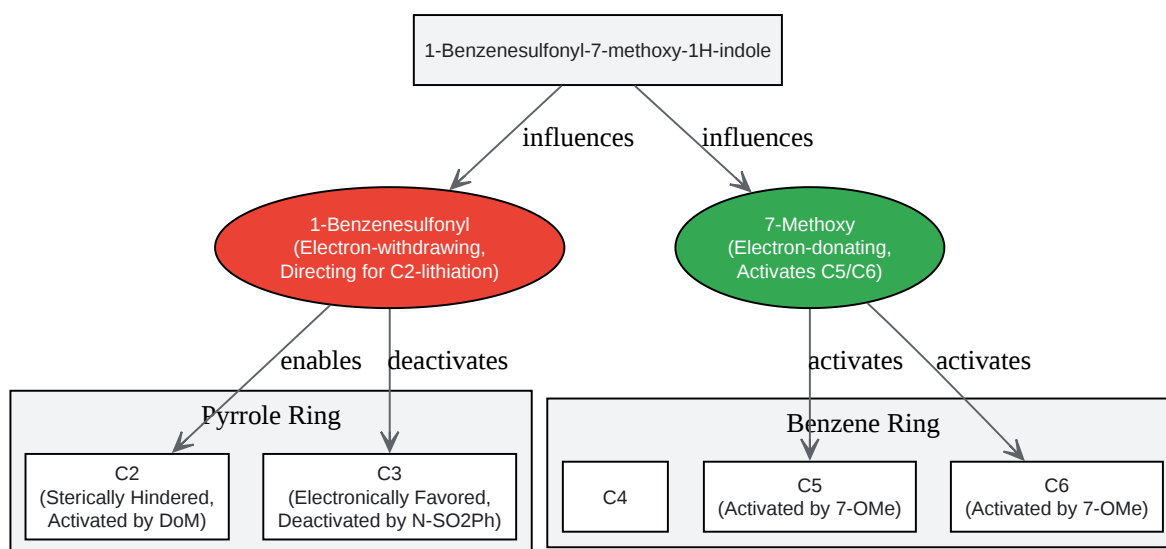 1-Benzenesulfonyl-7-methoxy-1H-indole
influences
influences
1-Benzenesulfonyl
(Electron-withdrawing,
Directing for C2-lithiation)
7-Methoxy
(Electron-donating,
Activates C5/C6)
enables
deactivates
activates
activates
Pyrrole Ring
Benzene Ring
C2
(Sterically Hindered,
Activated by DoM)
C3
(Electronically Favored,
Deactivated by N-SO2Ph)
C4
C5
(Activated by 7-OMe)
C6
(Activated by 7-OMe)